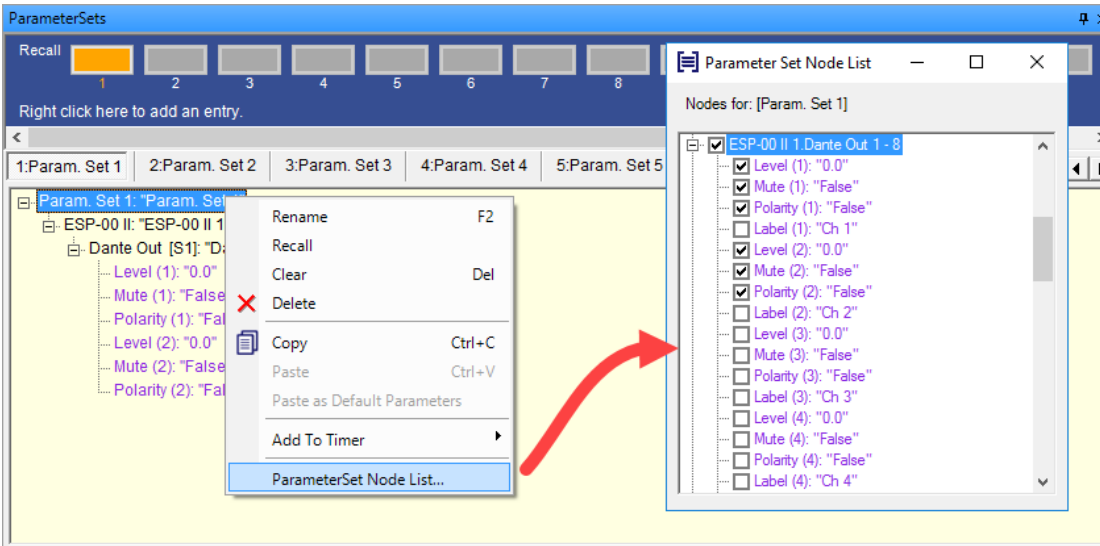 ParameterSets
Recall
1 2 3 4 5 6 7 8
Right click here to add an entry.
1:Param. Set 1 2:Param. Set 2 3:Param. Set 3 4:Param. Set 4 5:Param. Set 5
Param. Set 1: "Param. Set
ESP-00 II: "ESP-00 II 1
Dante Out [S1]: "Da
Level (1): "0.0"
Mute (1): "False
Polarity (1): "Fal
Level (2): "0.0"
Mute (2): "False
Polarity (2): "Fal
Rename F2
Recall
Clear Del
Delete
Copy Ctrl+C
Paste Ctrl+V
Paste as Default Parameters
Add To Timer
ParameterSet Node List...
Parameter Set Node List
Nodes for: [Param. Set 1]
ESP-00 II 1.Dante Out 1 - 8
Level (1): "0.0"
Mute (1): "False"
Polarity (1): "False"
Label (1): "Ch 1"
Level (2): "0.0"
Mute (2): "False"
Polarity (2): "False"
Label (2): "Ch 2"
Level (3): "0.0"
Mute (3): "False"
Polarity (3): "False"
Label (3): "Ch 3"
Level (4): "0.0"
Mute (4): "False"
Polarity (4): "False"
Label (4): "Ch 4"